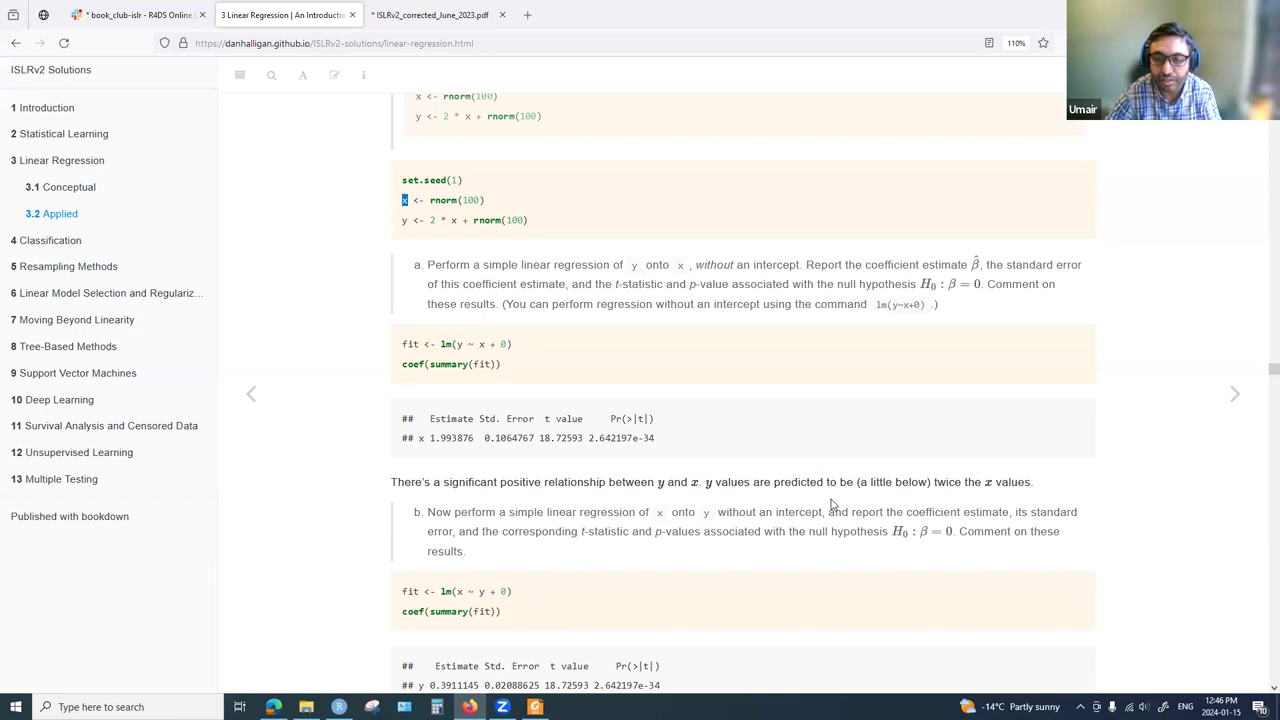 * book_club-islr - R4DS Online
3 Linear Regression | An Introductio
* ISLRv2_corrected_June_2023.pdf
https://danhalligan.github.io/ISLRv2-solutions/linear-regression.html
110%
Umair
ISLRv2 Solutions
1 Introduction
2 Statistical Learning
3 Linear Regression
3.1 Conceptual
3.2 Applied
4 Classification
5 Resampling Methods
6 Linear Model Selection and Regulariz...
7 Moving Beyond Linearity
8 Tree-Based Methods
9 Support Vector Machines
10 Deep Learning
11 Survival Analysis and Censored Data
12 Unsupervised Learning
13 Multiple Testing
Published with bookdown
x <- rnorm(100)
y <- 2 * x + rnorm(100)
set.seed(1)
x <- rnorm(100)
y <- 2 * x + rnorm(100)
a. Perform a simple linear regression of y onto x , without an intercept. Report the coefficient estimate β̂, the standard error
of this coefficient estimate, and the t-statistic and p-value associated with the null hypothesis H₀ : β = 0. Comment on
these results. (You can perform regression without an intercept using the command lm(y~x+0) .)
fit <- lm(y ~ x + 0)
coef(summary(fit))
## Estimate Std. Error t value Pr(>|t|)
## x 1.993876 0.1064767 18.72593 2.642197e-34
There's a significant positive relationship between y and x. y values are predicted to be (a little below) twice the x values.
b. Now perform a simple linear regression of x onto y without an intercept, and report the coefficient estimate, its standard
error, and the corresponding t-statistic and p-values associated with the null hypothesis H₀ : β = 0. Comment on these
results.
fit <- lm(x ~ y + 0)
coef(summary(fit))
## Estimate Std. Error t value Pr(>|t|)
## y 0.3911145 0.02088625 18.72593 2.642197e-34
Type here to search
-14°C Partly sunny
ENG
12:46 PM
2024-01-15
10